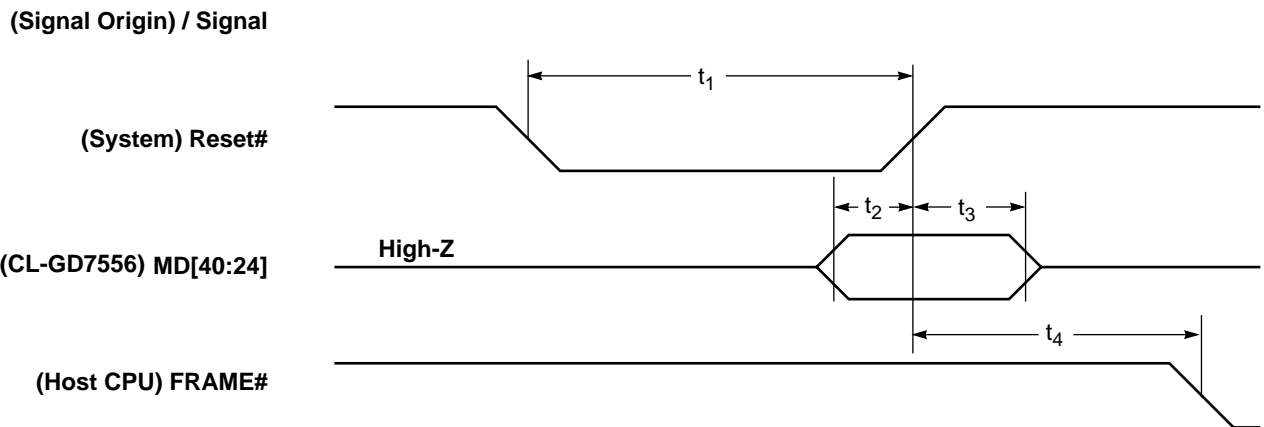 (Signal Origin) / Signal
t1
(System) Reset#
t2
t3
High-Z
(CL-GD7556) MD[40:24]
t4
(Host CPU) FRAME#